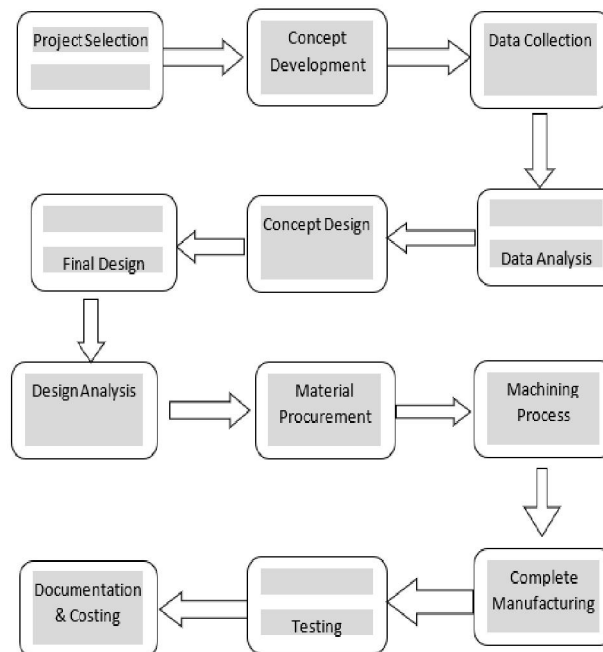 Project Selection
Concept
Development
Data Collection
Data Analysis
Concept Design
Final Design
Design Analysis
Material
Procurement
Machining
Process
Complete
Manufacturing
Testing
Documentation
& Costing